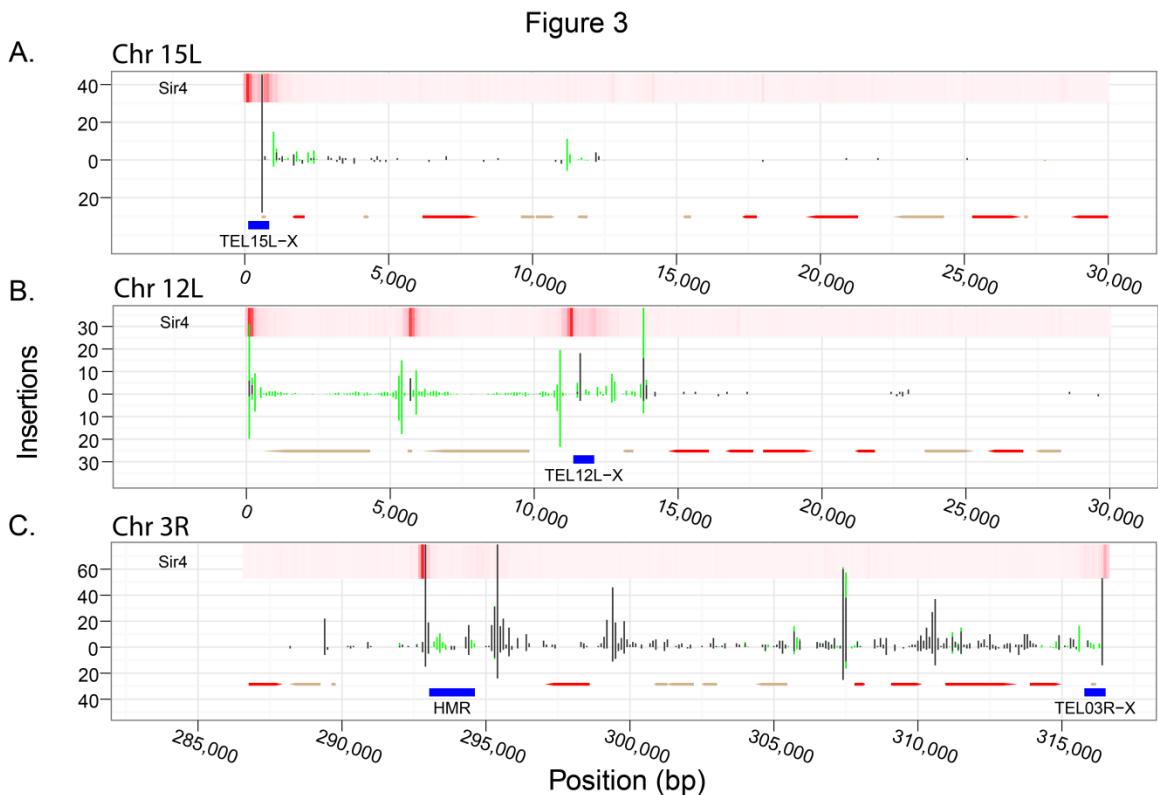 Figure 3
A.
Chr 15L
Sir4
40
20
0
20
TEL15L-X
0
5,000
10,000
15,000
20,000
25,000
30,000
B.
Chr 12L
Sir4
30
20
10
0
10
20
30
TEL12L-X
0
5,000
10,000
15,000
20,000
25,000
30,000
Insertions
C.
Chr 3R
Sir4
60
40
20
0
20
40
HMR
TEL03R-X
285,000
290,000
295,000
300,000
305,000
310,000
315,000
Position (bp)